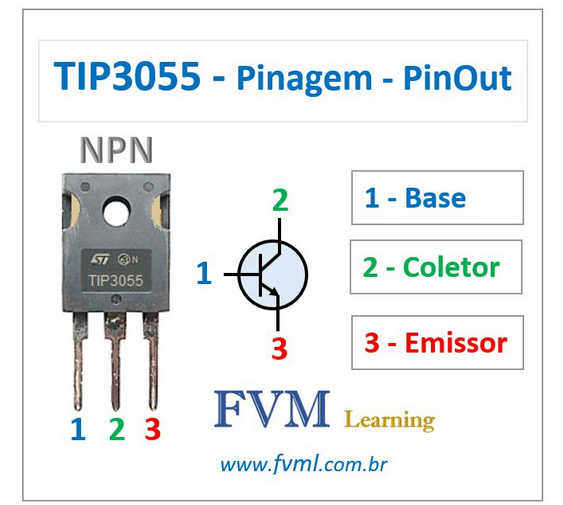 TIP3055 - Pinagem - PinOut
NPN
ST N
TIP3055
1 2 3
2
1
3
1 - Base
2 - Coletor
3 - Emissor
FVM Learning
www.fvml.com.br